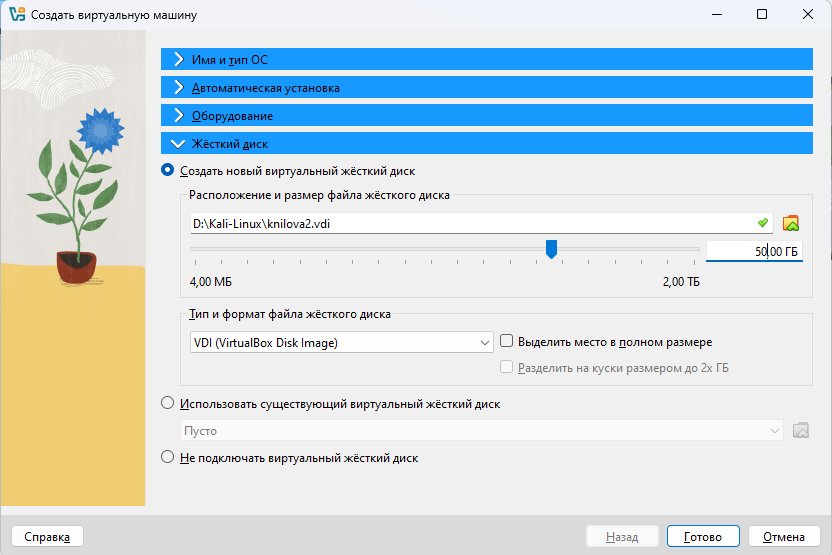 Создать виртуальную машину
Имя и тип ОС
Автоматическая установка
Оборудование
Жёсткий диск
Создать новый виртуальный жёсткий диск
Расположение и размер файла жёсткого диска
D:\Kali-Linux\knilova2.vdi
50,00 ГБ
4,00 МБ 2,00 ТБ
Тип и формат файла жёсткого диска
VDI (VirtualBox Disk Image) Выделить место в полном размере
Разделить на куски размером до 2х ГБ
Использовать существующий виртуальный жёсткий диск
Пусто
Не подключать виртуальный жёсткий диск
Справка Назад Готово Отмена